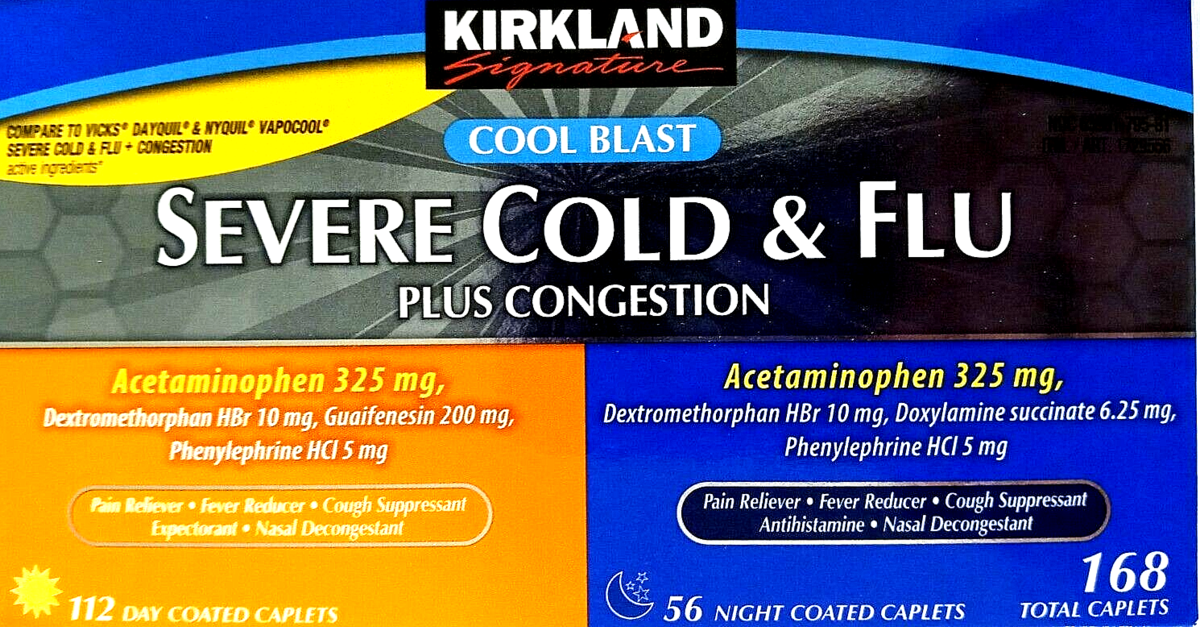 KIRKLAND
Signature
COMPARE TO VICKS® DAYQUIL® & NYQUIL® VAPOCOOL®
SEVERE COLD & FLU + CONGESTION
active ingredients*
COOL BLAST
SEVERE COLD & FLU
PLUS CONGESTION
Acetaminophen 325 mg,
Dextromethorphan HBr 10 mg, Guaifenesin 200 mg,
Phenylephrine HCl 5 mg
Pain Reliever • Fever Reducer • Cough Suppressant
Expectorant • Nasal Decongestant
112 DAY COATED CAPLETS
Acetaminophen 325 mg,
Dextromethorphan HBr 10 mg, Doxylamine succinate 6.25 mg,
Phenylephrine HCl 5 mg
Pain Reliever • Fever Reducer • Cough Suppressant
Antihistamine • Nasal Decongestant
56 NIGHT COATED CAPLETS
168
TOTAL CAPLETS